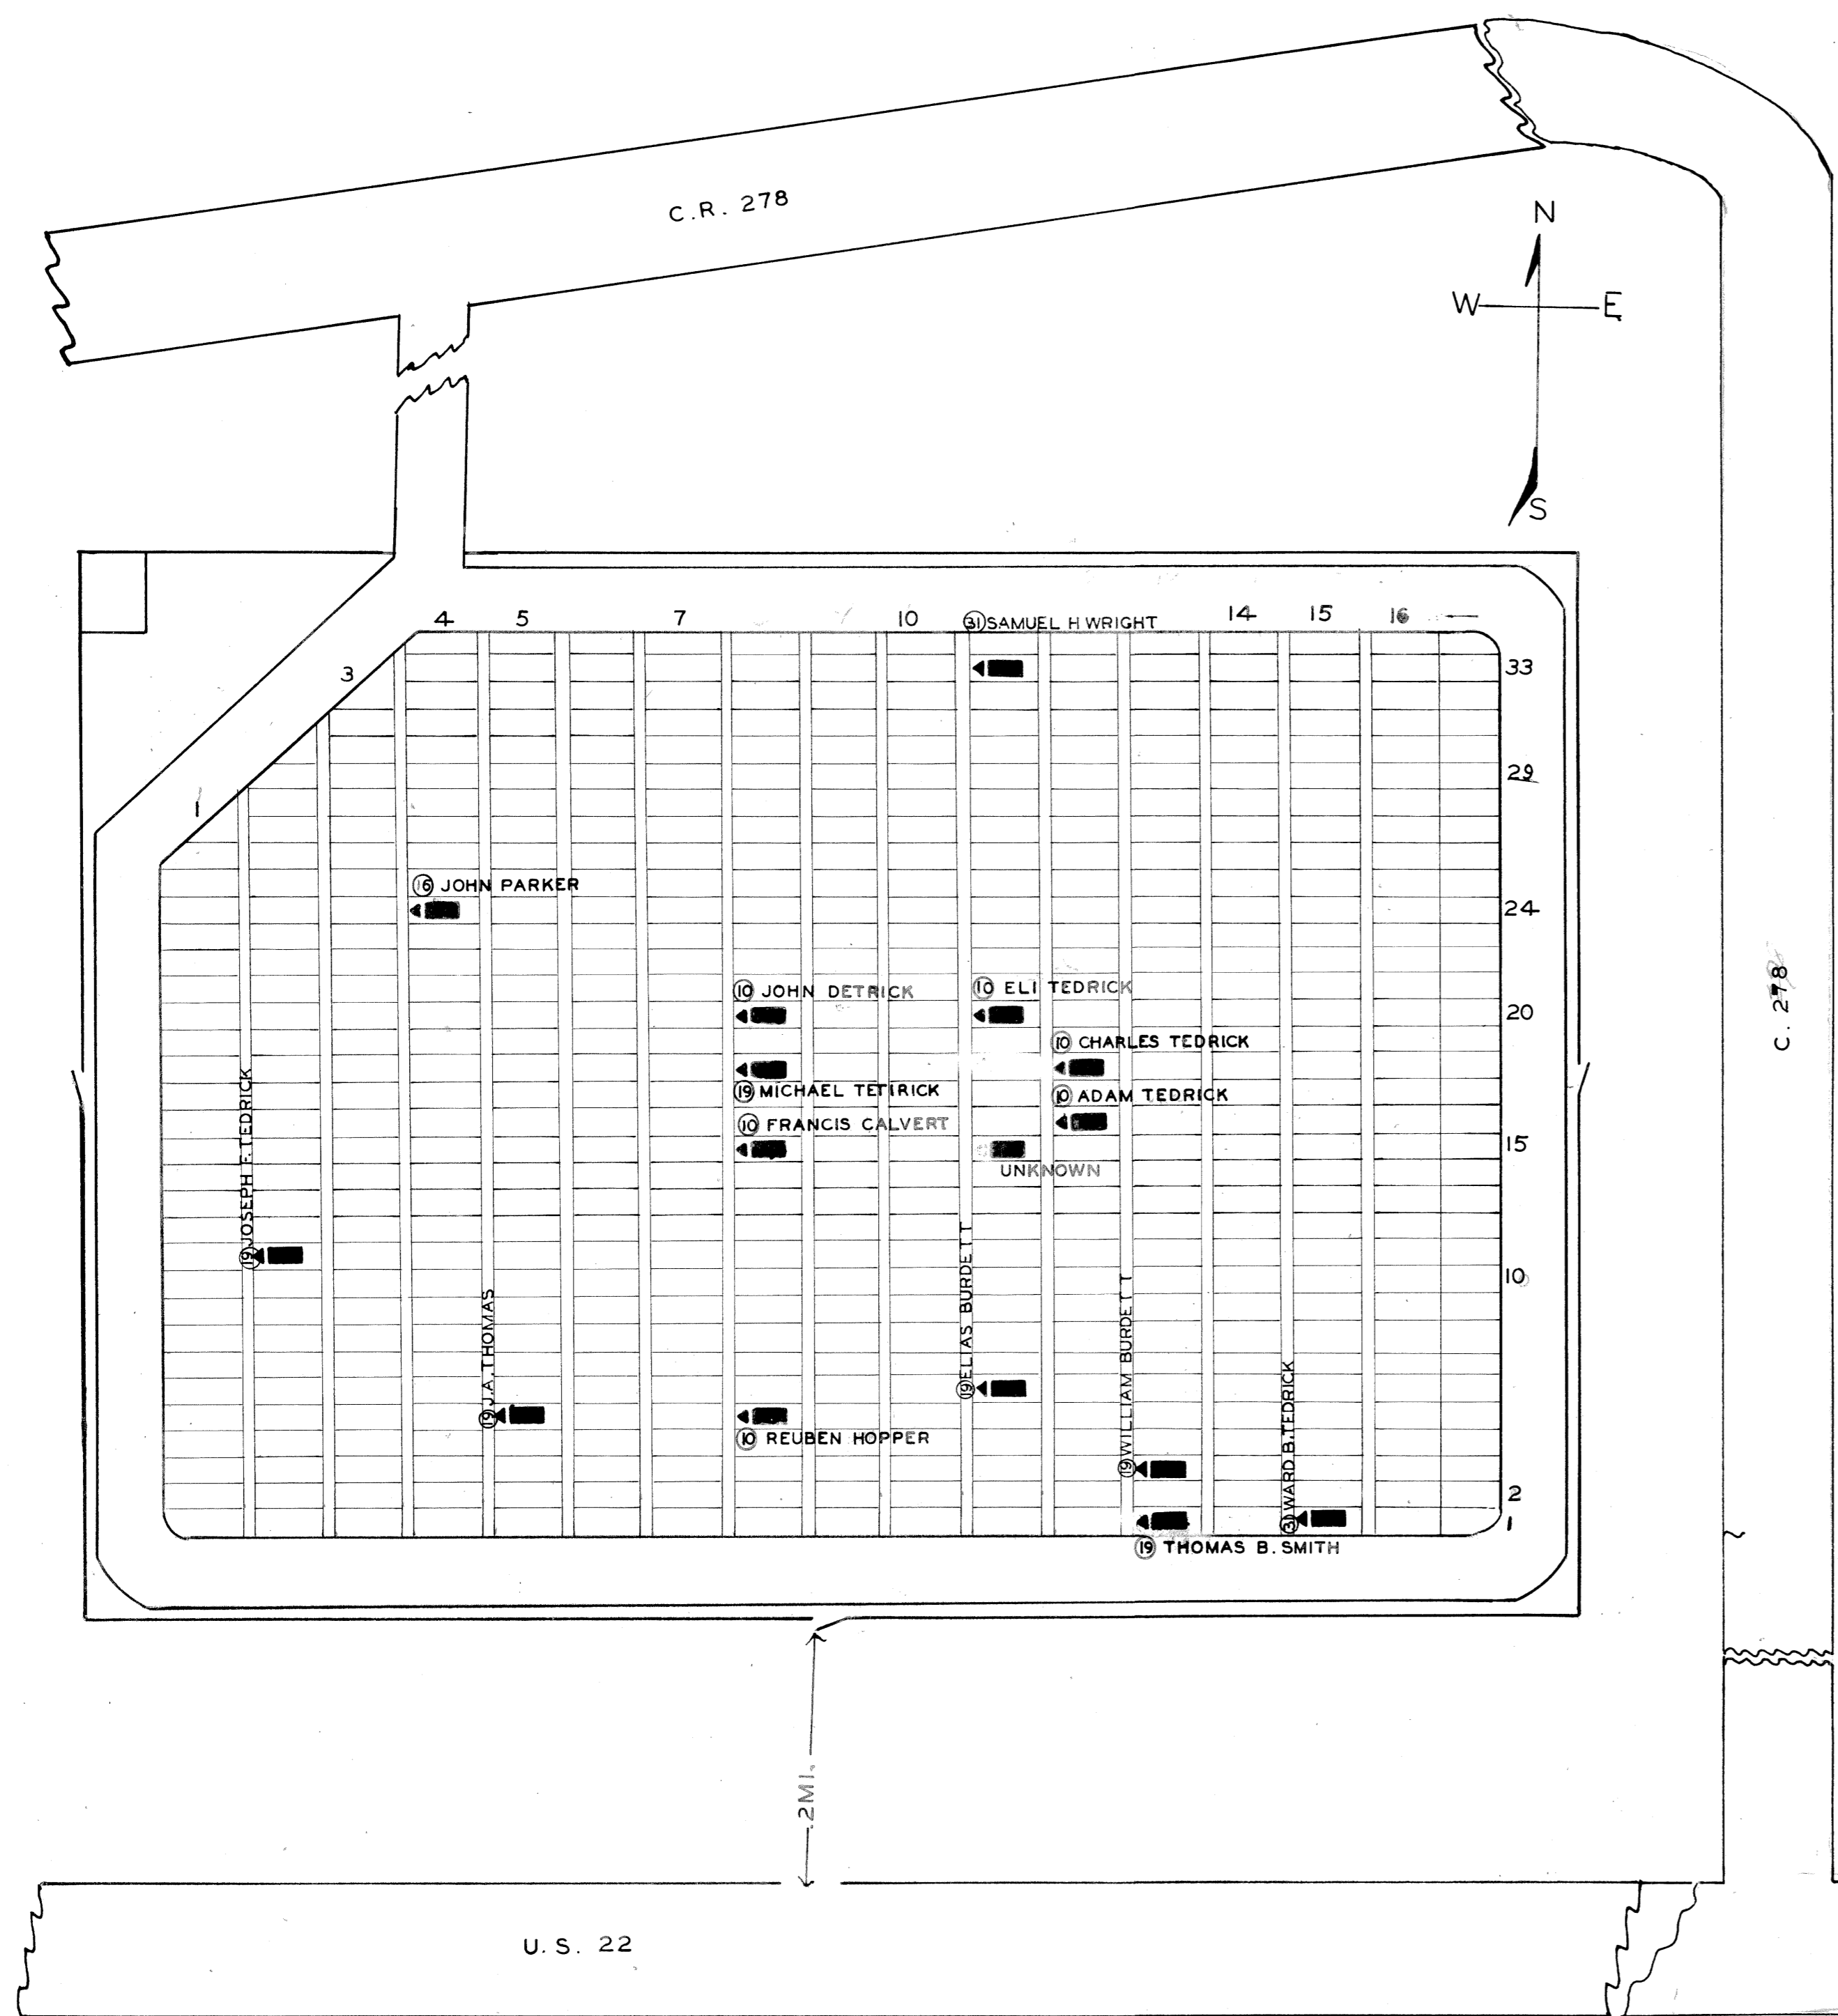 C.R. 278
N
W E
S
4 5 7 10 ㉛ SAMUEL H WRIGHT 14 15 16
3
33
29
1
⑯ JOHN PARKER
24
⑩ JOHN DETRICK
⑩ ELI TEDRICK
20
⑩ CHARLES TEDRICK
⑲ MICHAEL TETIRICK
⑩ ADAM TEDRICK
⑩ FRANCIS CALVERT
15
UNKNOWN
⑲ JOSEPH F. TEDRICK
10
⑲ J.A. THOMAS
⑲ ELIAS BURDETT
⑲ WILLIAM BURDETT
㉛ WARD B. TEDRICK
⑩ REUBEN HOPPER
2
1
⑲ THOMAS B. SMITH
C. 278
.2MI.
U.S. 22